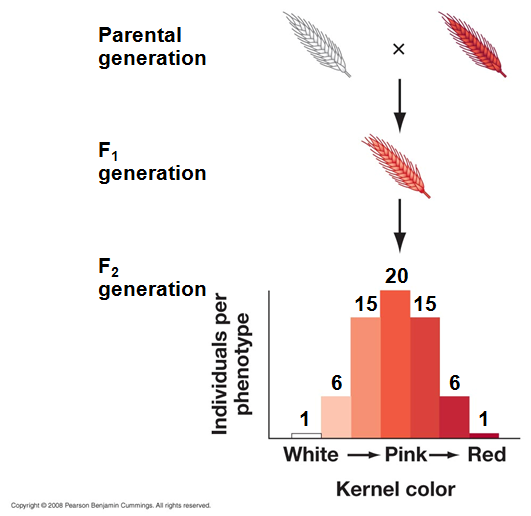 Parental
generation
×
F₁
generation
F₂
generation
20
15 15
6 6
1 1
Individuals per
phenotype
White Pink Red
Kernel color
Copyright © 2008 Pearson Benjamin Cummings. All rights reserved.